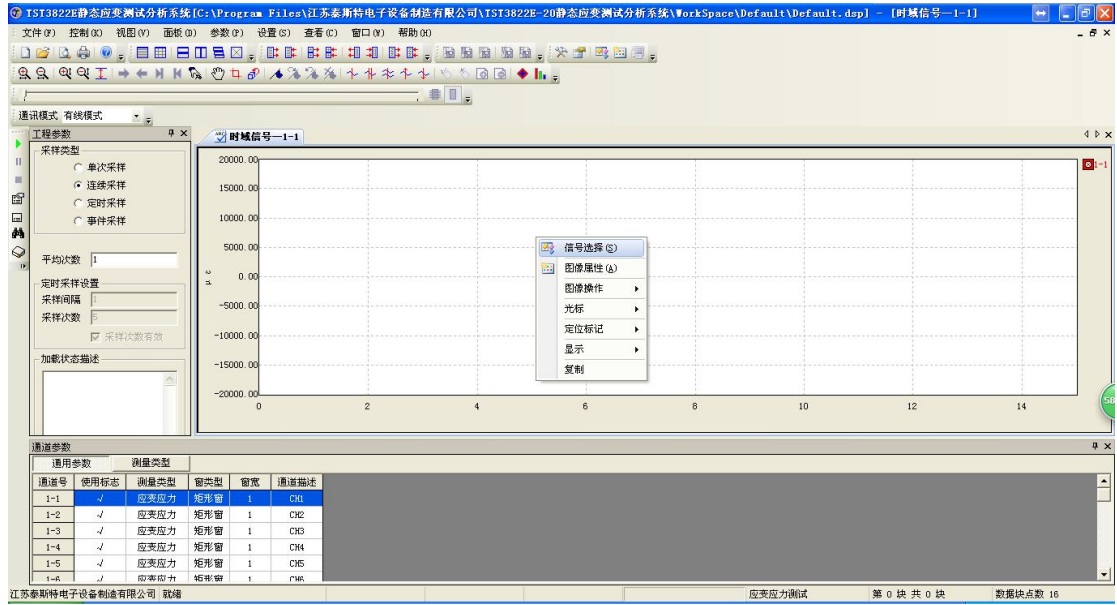 TST3822E静态应变测试分析系统[C:\Program Files\江苏泰斯特电子设备制造有限公司\TST3822E-20静态应变测试分析系统\WorkSpace\Default\Default.dsp] - [时域信号—1-1]
文件(F) 控制(K) 视图(V) 面板(D) 参数(P) 设置(S) 查看(C) 窗口(W) 帮助(H)
通讯模式 有线模式
工程参数
时域信号—1-1
采样类型
单次采样
连续采样
定时采样
事件采样
平均次数 1
定时采样设置
采样间隔 1
采样次数 5
采样次数有效
加载状态描述
20000.00
15000.00
10000.00
5000.00
0.00
-5000.00
-10000.00
-15000.00
-20000.00
με
0 2 4 6 8 10 12 14
1-1
信号选择(S)
图像属性(A)
图像操作
光标
定位标记
显示
复制
58
通道参数
通用参数 测量类型
通道号 使用标志 测量类型 窗类型 窗宽 通道描述
1-1 √ 应变应力 矩形窗 1 CH1
1-2 √ 应变应力 矩形窗 1 CH2
1-3 √ 应变应力 矩形窗 1 CH3
1-4 √ 应变应力 矩形窗 1 CH4
1-5 √ 应变应力 矩形窗 1 CH5
1-6 √ 应变应力 矩形窗 1 CH6
江苏泰斯特电子设备制造有限公司 就绪 应变应力测试 第 0 块 共 0 块 数据块点数 16